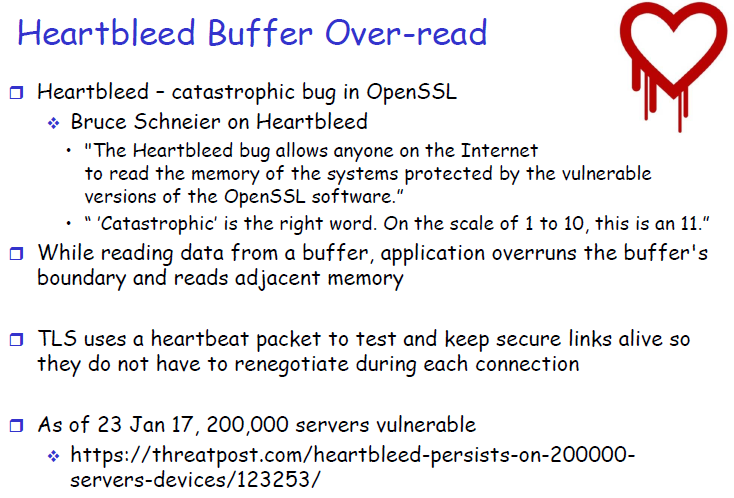 Heartbleed Buffer Over-read
Heartbleed – catastrophic bug in OpenSSL
Bruce Schneier on Heartbleed
"The Heartbleed bug allows anyone on the Internet
to read the memory of the systems protected by the vulnerable
versions of the OpenSSL software.”
“ ‘Catastrophic’ is the right word. On the scale of 1 to 10, this is an 11.”
While reading data from a buffer, application overruns the buffer's
boundary and reads adjacent memory
TLS uses a heartbeat packet to test and keep secure links alive so
they do not have to renegotiate during each connection
As of 23 Jan 17, 200,000 servers vulnerable
https://threatpost.com/heartbleed-persists-on-200000-
servers-devices/123253/